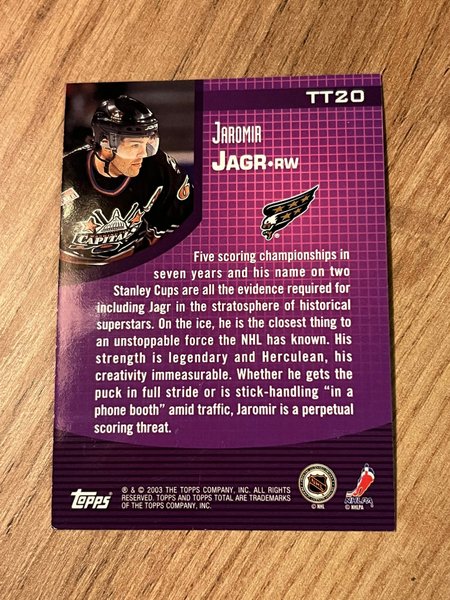 TT20
JAROMIR
JAGR•RW
CAPITALS
Five scoring championships in
seven years and his name on two
Stanley Cups are all the evidence required for
including Jagr in the stratosphere of historical
superstars. On the ice, he is the closest thing to
an unstoppable force the NHL has known. His
strength is legendary and Herculean, his
creativity immeasurable. Whether he gets the
puck in full stride or is stick-handling "in a
phone booth" amid traffic, Jaromir is a perpetual
scoring threat.
topps®
® & © 2003 THE TOPPS COMPANY, INC. ALL RIGHTS
RESERVED. TOPPS AND TOPPS TOTAL ARE TRADEMARKS
OF THE TOPPS COMPANY, INC.
NHL
© NHL
NHLPA
© NHLPA